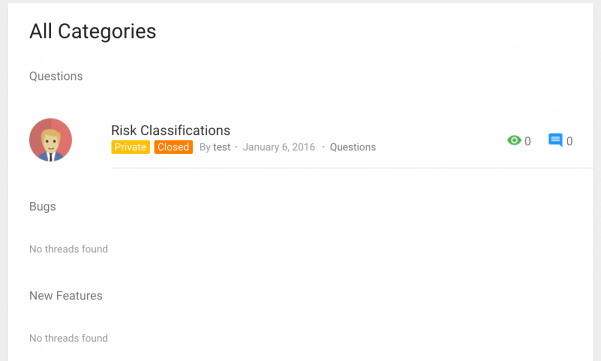 All Categories
Questions
Risk Classifications
Private Closed By test · January 6, 2016 · Questions
0 0
Bugs
No threads found
New Features
No threads found